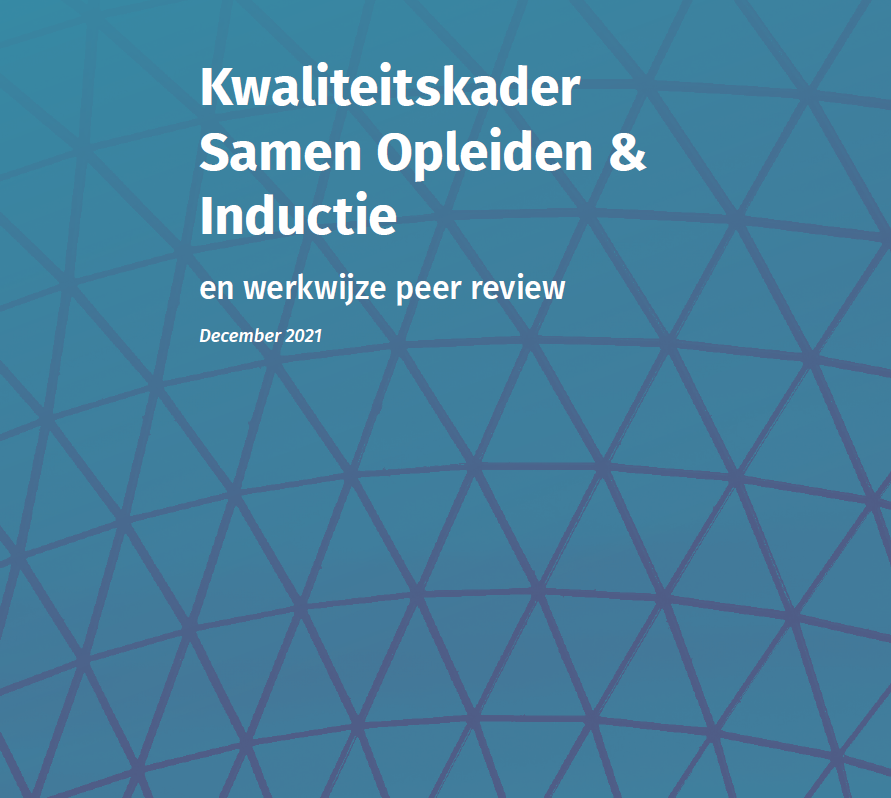 Kwaliteitskader
Samen Opleiden &
Inductie
en werkwijze peer review
December 2021